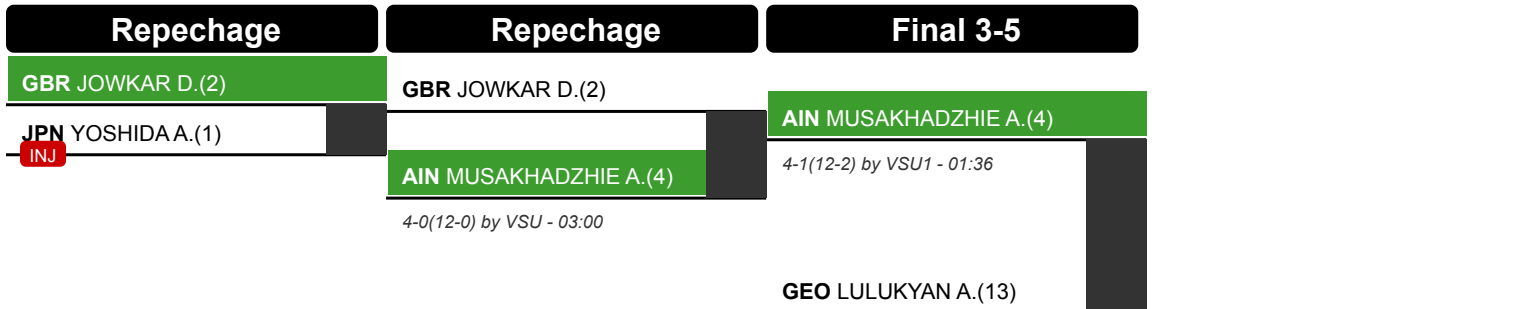 Repechage
GBR JOWKAR D.(2)
JPN YOSHIDA A.(1)
INJ
Repechage
GBR JOWKAR D.(2)
AIN MUSAKHADZHIE A.(4)
4-0(12-0) by VSU - 03:00
Final 3-5
AIN MUSAKHADZHIE A.(4)
4-1(12-2) by VSU1 - 01:36
GEO LULUKYAN A.(13)